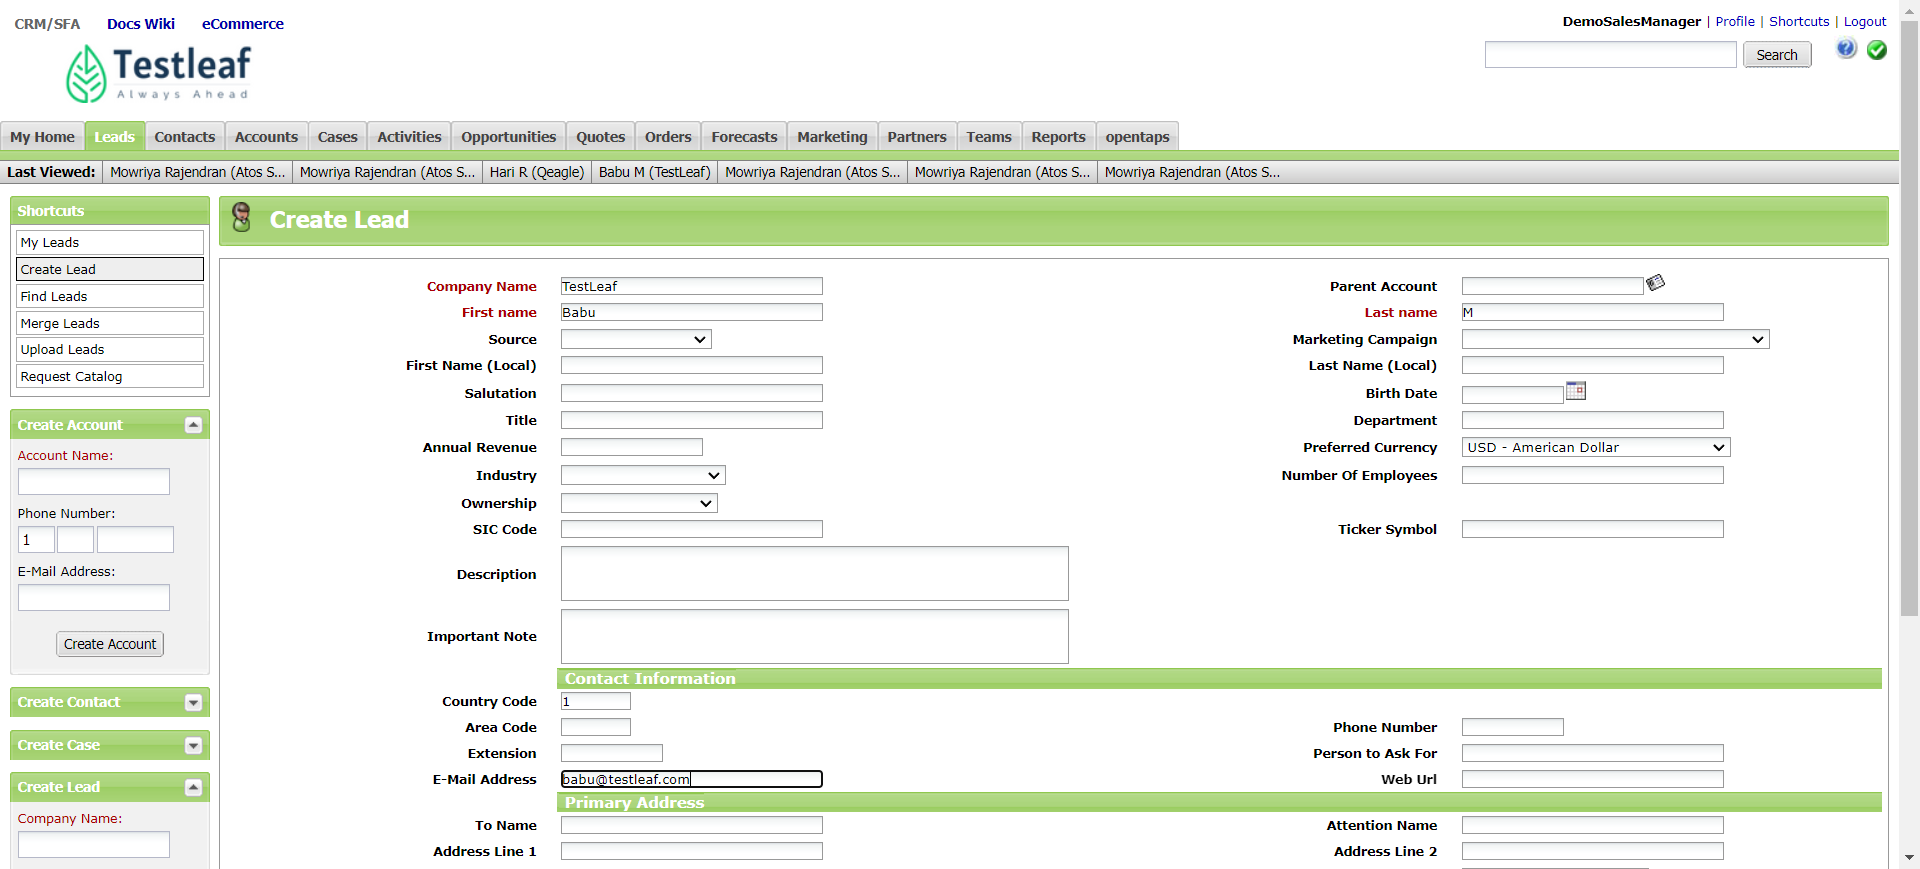 CRM/SFA Docs Wiki eCommerce
DemoSalesManager | Profile | Shortcuts | Logout
Testleaf
Always Ahead
Search
?
My Home Leads Contacts Accounts Cases Activities Opportunities Quotes Orders Forecasts Marketing Partners Teams Reports opentaps
Last Viewed: Mowriya Rajendran (Atos S... Mowriya Rajendran (Atos S... Hari R (Qeagle) Babu M (TestLeaf) Mowriya Rajendran (Atos S... Mowriya Rajendran (Atos S... Mowriya Rajendran (Atos S...
Shortcuts
My Leads
Create Lead
Find Leads
Merge Leads
Upload Leads
Request Catalog
Create Account
Account Name:
Phone Number:
1
E-Mail Address:
Create Account
Create Contact
Create Case
Create Lead
Company Name:
Create Lead
Company Name TestLeaf Parent Account
First name Babu Last name M
Source Marketing Campaign
First Name (Local) Last Name (Local)
Salutation Birth Date
Title Department
Annual Revenue Preferred Currency USD - American Dollar
Industry Number Of Employees
Ownership
SIC Code Ticker Symbol
Description
Important Note
Contact Information
Country Code 1
Area Code Phone Number
Extension Person to Ask For
E-Mail Address babu@testleaf.com Web Url
Primary Address
To Name Attention Name
Address Line 1 Address Line 2